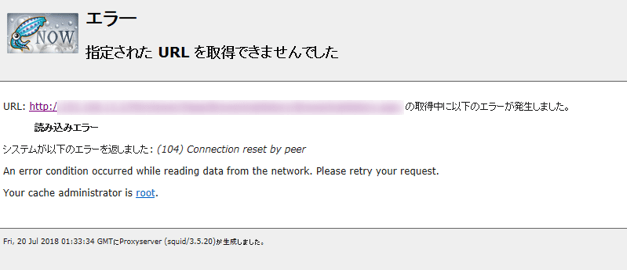 NOW
エラー
指定された URL を取得できませんでした
URL: http:/ の取得中に以下のエラーが発生しました。
読み込みエラー
システムが以下のエラーを返しました: (104) Connection reset by peer
An error condition occurred while reading data from the network. Please retry your request.
Your cache administrator is root.
Fri, 20 Jul 2018 01:33:34 GMTにProxyserver (squid/3.5.20)が生成しました。